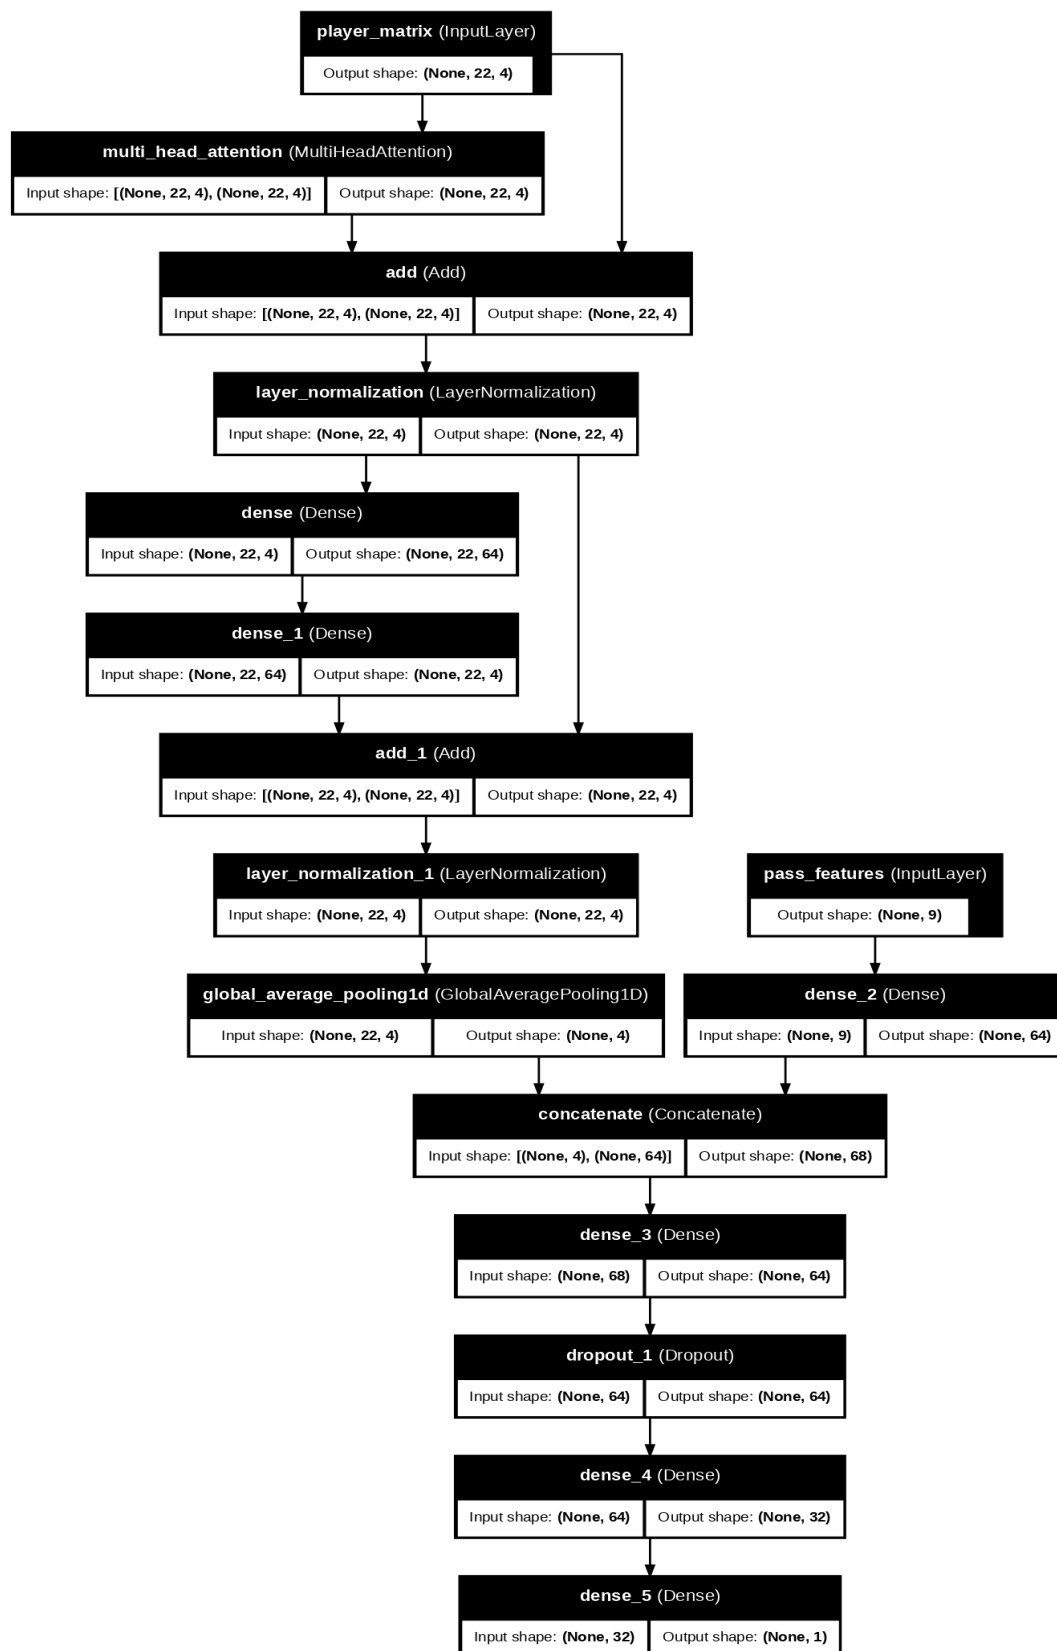 player_matrix (InputLayer)
Output shape: (None, 22, 4)
multi_head_attention (MultiHeadAttention)
Input shape: [(None, 22, 4), (None, 22, 4)] Output shape: (None, 22, 4)
add (Add)
Input shape: [(None, 22, 4), (None, 22, 4)] Output shape: (None, 22, 4)
layer_normalization (LayerNormalization)
Input shape: (None, 22, 4) Output shape: (None, 22, 4)
dense (Dense)
Input shape: (None, 22, 4) Output shape: (None, 22, 64)
dense_1 (Dense)
Input shape: (None, 22, 64) Output shape: (None, 22, 4)
add_1 (Add)
Input shape: [(None, 22, 4), (None, 22, 4)] Output shape: (None, 22, 4)
layer_normalization_1 (LayerNormalization)
Input shape: (None, 22, 4) Output shape: (None, 22, 4)
pass_features (InputLayer)
Output shape: (None, 9)
global_average_pooling1d (GlobalAveragePooling1D)
Input shape: (None, 22, 4) Output shape: (None, 4)
dense_2 (Dense)
Input shape: (None, 9) Output shape: (None, 64)
concatenate (Concatenate)
Input shape: [(None, 4), (None, 64)] Output shape: (None, 68)
dense_3 (Dense)
Input shape: (None, 68) Output shape: (None, 64)
dropout_1 (Dropout)
Input shape: (None, 64) Output shape: (None, 64)
dense_4 (Dense)
Input shape: (None, 64) Output shape: (None, 32)
dense_5 (Dense)
Input shape: (None, 32) Output shape: (None, 1)